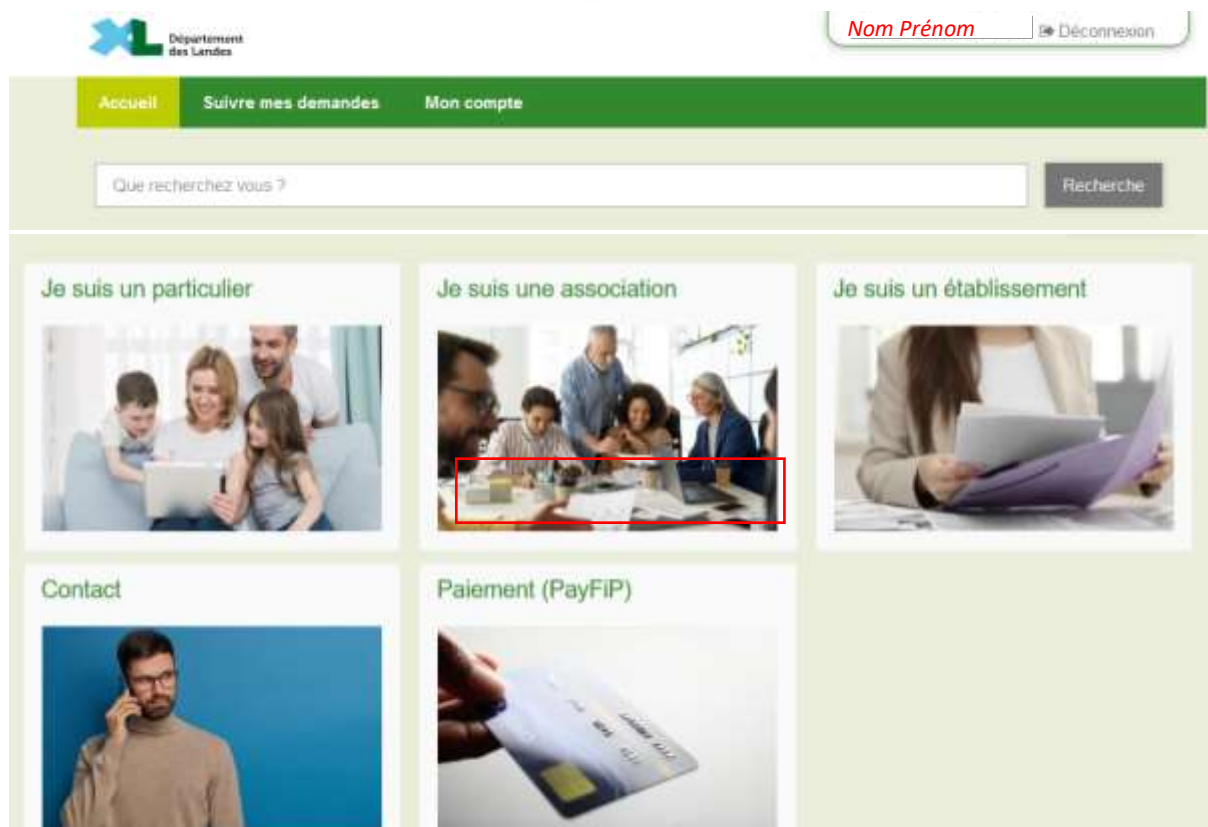 Département
des Landes
Nom Prénom
Déconnexion
Accueil
Suivre mes demandes
Mon compte
Que recherchez vous ?
Recherche
Je suis un particulier
Je suis une association
Je suis un établissement
Contact
Paiement (PayFiP)